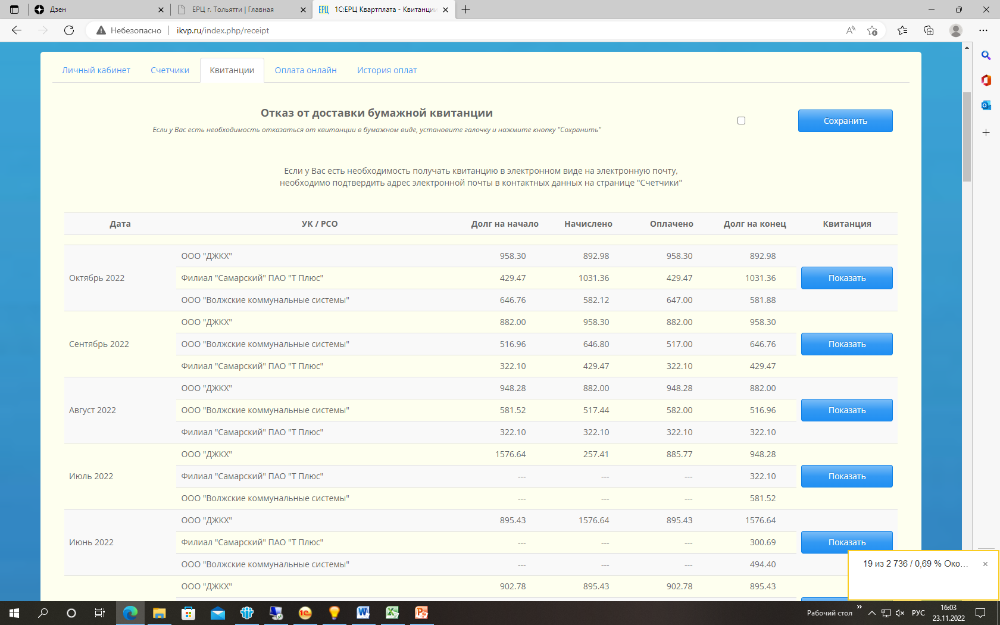 Дзен
ЕРЦ г. Тольятти | Главная
ЕРЦ 1С:ЕРЦ Квартплата - Квитанции
Небезопасно ikvp.ru/index.php/receipt
Личный кабинет Счетчики Квитанции Оплата онлайн История оплат
Отказ от доставки бумажной квитанции
Если у Вас есть необходимость отказаться от квитанции в бумажном виде, установите галочку и нажмите кнопку "Сохранить"
Сохранить
Если у Вас есть необходимость получать квитанцию в электронном виде на электронную почту,
необходимо подтвердить адрес электронной почты в контактных данных на странице "Счетчики"
Дата УК / РСО Долг на начало Начислено Оплачено Долг на конец Квитанция
ООО "ДЖКХ" 958.30 892.98 958.30 892.98
Октябрь 2022 Филиал "Самарский" ПАО "Т Плюс" 429.47 1031.36 429.47 1031.36 Показать
ООО "Волжские коммунальные системы" 646.76 582.12 647.00 581.88
ООО "ДЖКХ" 882.00 958.30 882.00 958.30
Сентябрь 2022 ООО "Волжские коммунальные системы" 516.96 646.80 517.00 646.76 Показать
Филиал "Самарский" ПАО "Т Плюс" 322.10 429.47 322.10 429.47
ООО "ДЖКХ" 948.28 882.00 948.28 882.00
Август 2022 ООО "Волжские коммунальные системы" 581.52 517.44 582.00 516.96 Показать
Филиал "Самарский" ПАО "Т Плюс" 322.10 322.10 322.10 322.10
ООО "ДЖКХ" 1576.64 257.41 885.77 948.28
Июль 2022 Филиал "Самарский" ПАО "Т Плюс" --- --- --- 322.10 Показать
ООО "Волжские коммунальные системы" --- --- --- 581.52
ООО "ДЖКХ" 895.43 1576.64 895.43 1576.64
Июнь 2022 Филиал "Самарский" ПАО "Т Плюс" --- --- --- 300.69 Показать
ООО "Волжские коммунальные системы" --- --- --- 494.40
ООО "ДЖКХ" 902.78 895.43 902.78 895.43
19 из 2 736 / 0,69 % Око...
Рабочий стол РУС
16:03
23.11.2022